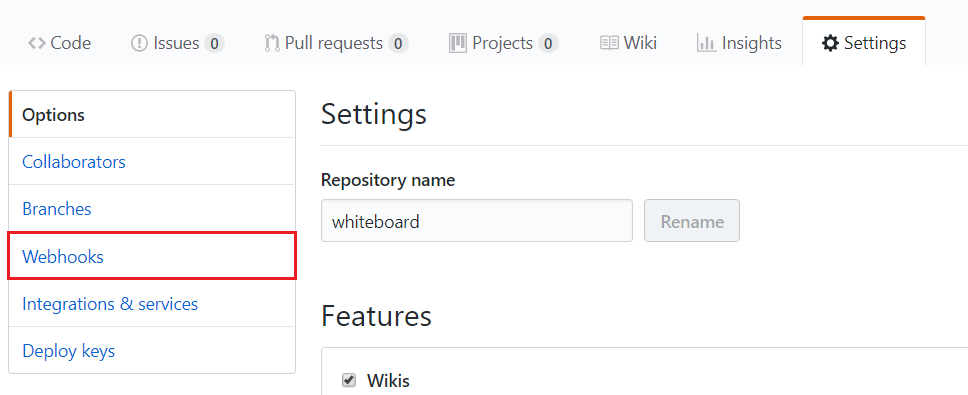 Code Issues 0 Pull requests 0 Projects 0 Wiki Insights Settings
Options
Collaborators
Branches
Webhooks
Integrations & services
Deploy keys
Settings
Repository name
whiteboard Rename
Features
Wikis